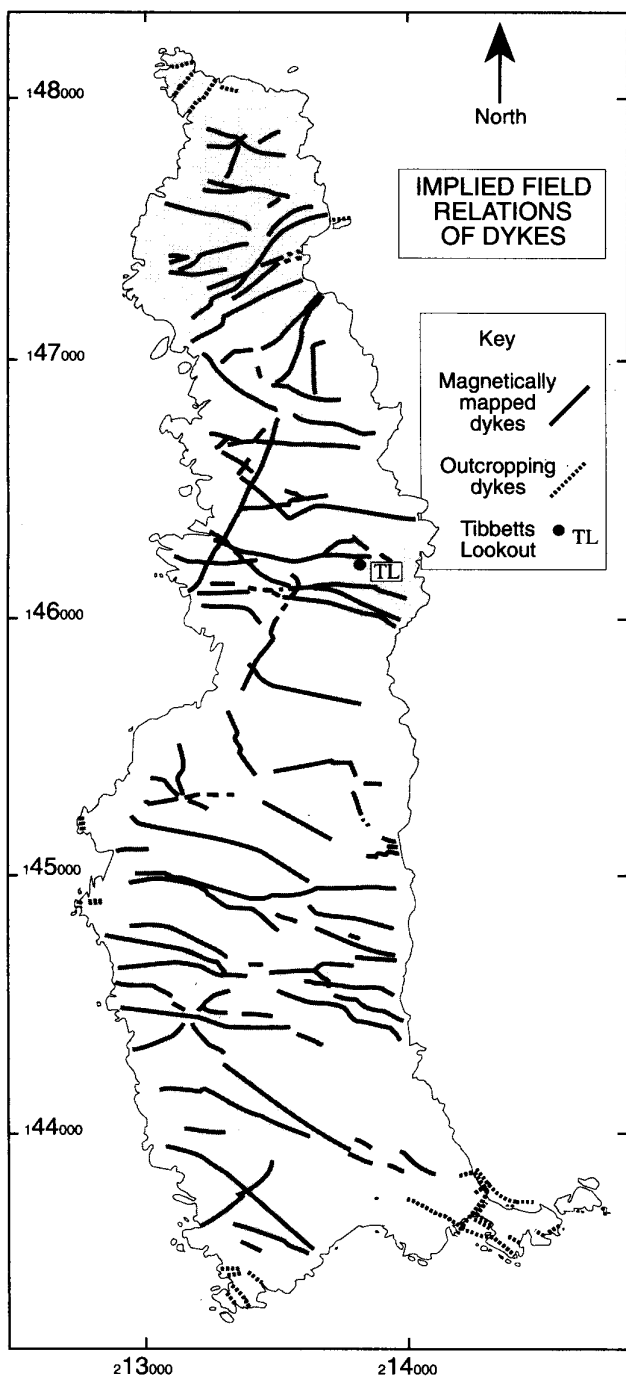 148000
North
IMPLIED FIELD
RELATIONS
OF DYKES
147000
Key
Magnetically
mapped
dykes
Outcropping
dykes
Tibbetts
Lookout
TL
TL
146000
145000
144000
213000
214000